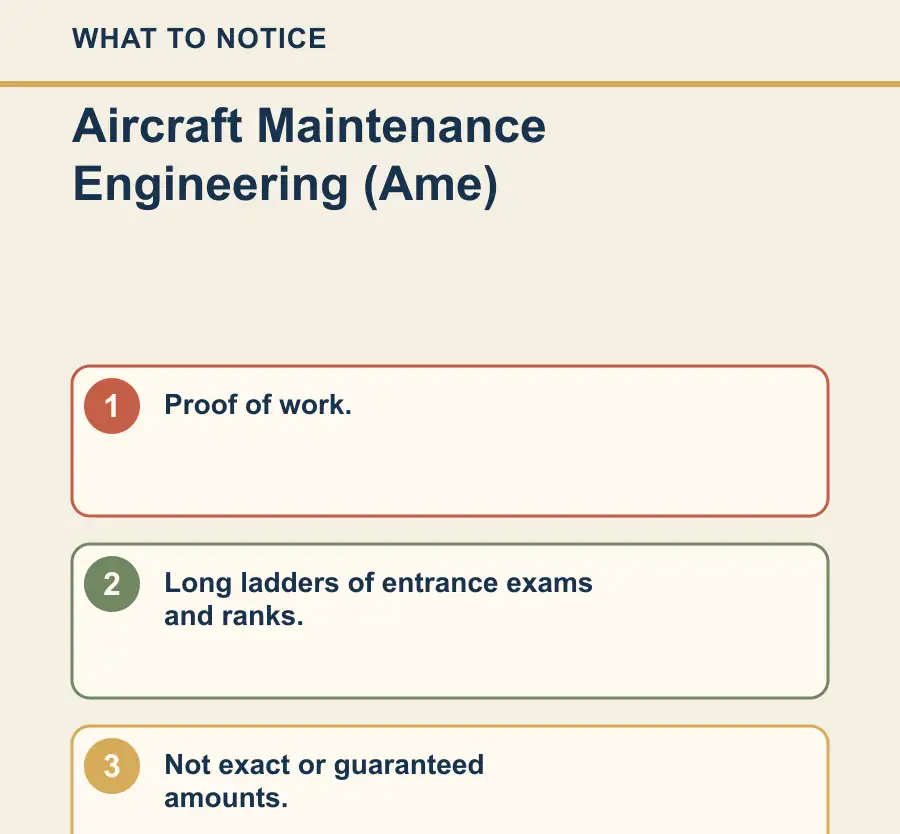 WHAT TO NOTICE
Aircraft Maintenance
Engineering (Ame)
1
Proof of work.
2
Long ladders of entrance exams
and ranks.
3
Not exact or guaranteed
amounts.